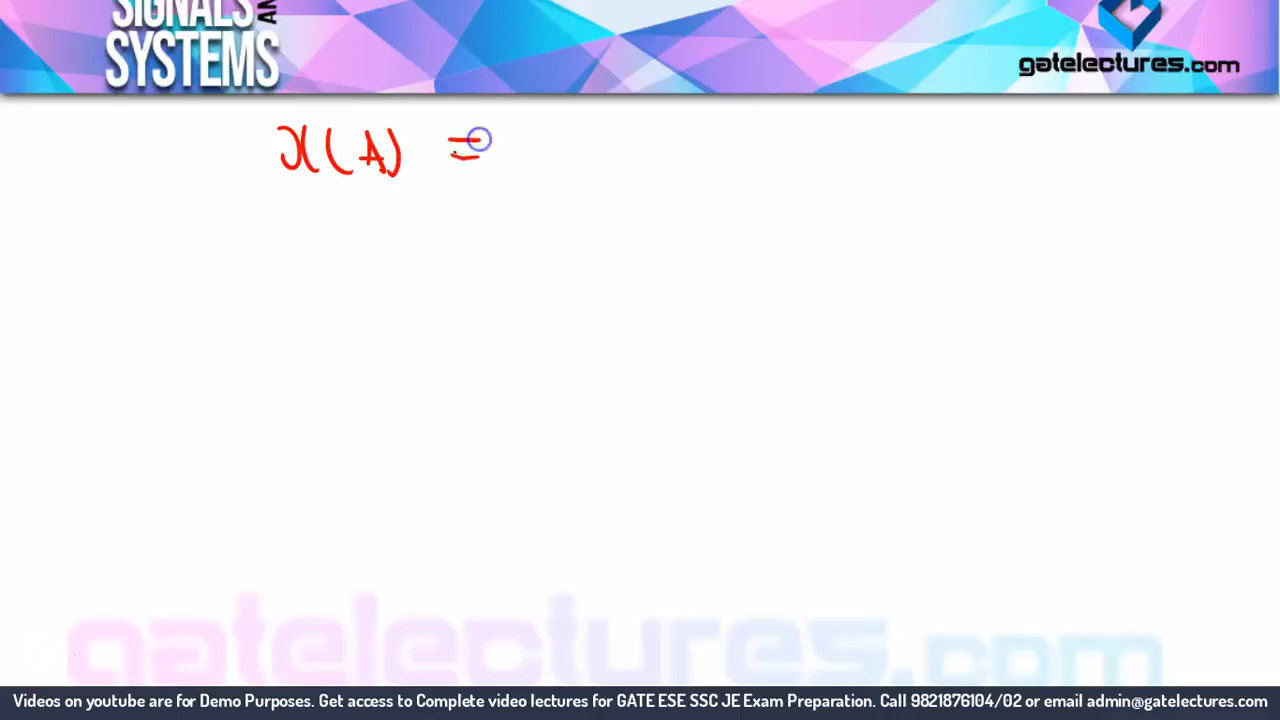 SIGNALS AND
SYSTEMS
gatelectures.com
x(t) =
gatelectures.com
Videos on youtube are for Demo Purposes. Get access to Complete video lectures for GATE ESE SSC JE Exam Preparation. Call 9821876104/02 or email admin@gatelectures.com